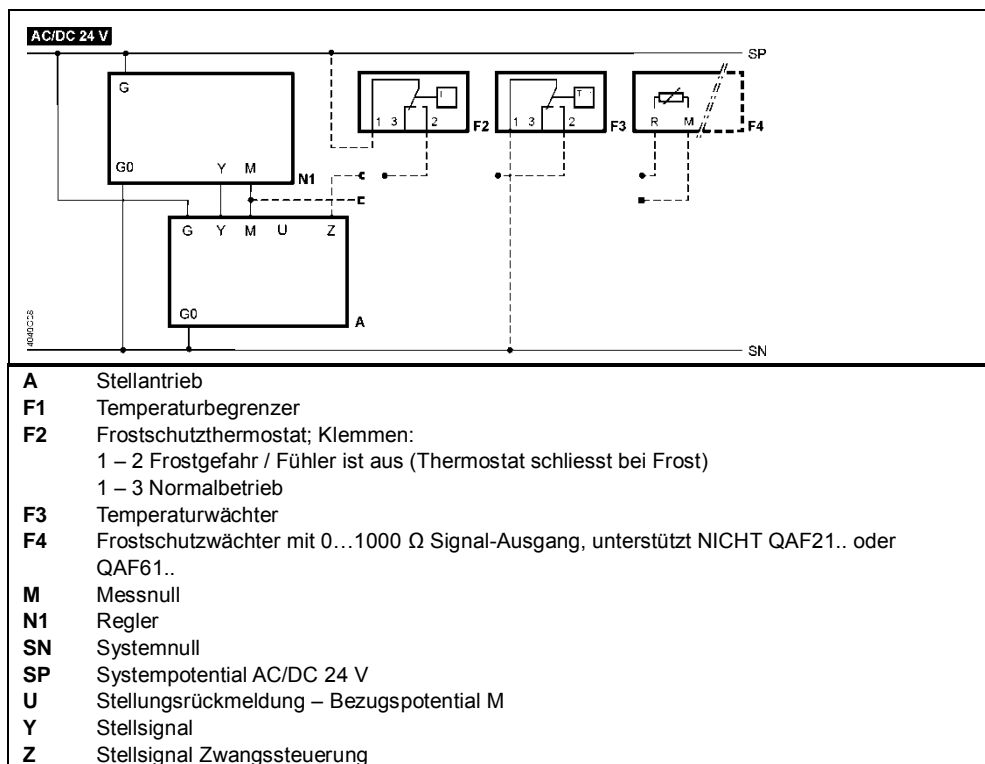 AC/DC 24 V
SP
G
1 3 2
F2
T
1 3 2
F3
R M
F4
G0 Y M
N1
G Y M U Z
G0
A
SN
A Stellantrieb
F1 Temperaturbegrenzer
F2 Frostschutzthermostat; Klemmen:
1 – 2 Frostgefahr / Fühler ist aus (Thermostat schliesst bei Frost)
1 – 3 Normalbetrieb
F3 Temperaturwächter
F4 Frostschutzwächter mit 0…1000 Ω Signal-Ausgang, unterstützt NICHT QAF21.. oder
QAF61..
M Messnull
N1 Regler
SN Systemnull
SP Systempotential AC/DC 24 V
U Stellungsrückmeldung – Bezugspotential M
Y Stellsignal
Z Stellsignal Zwangssteuerung